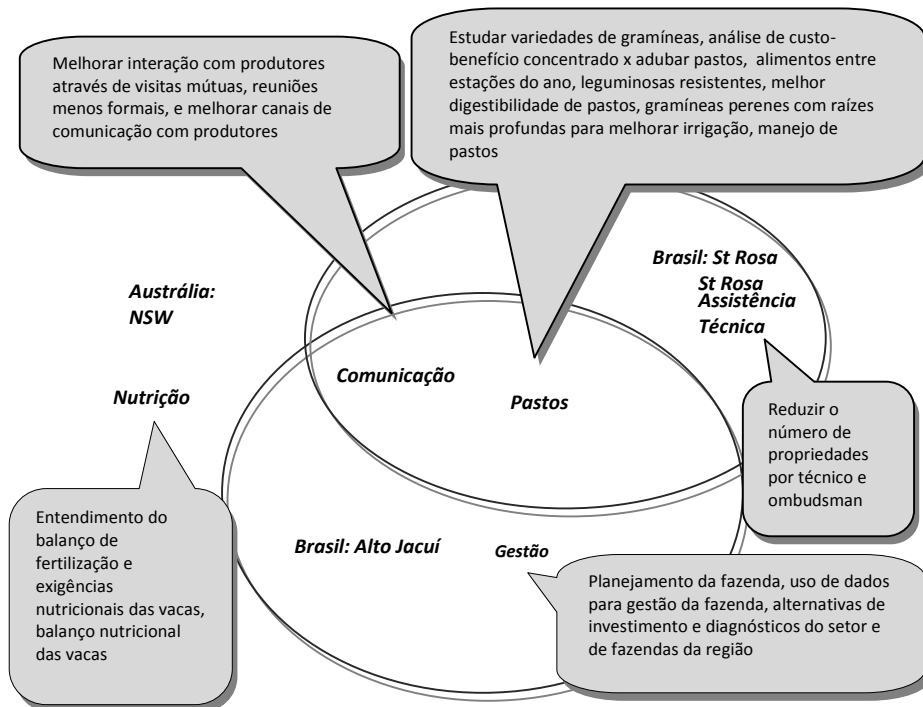 Melhorar interação com produtores
através de visitas mútuas, reuniões
menos formais, e melhorar canais de
comunicação com produtores
Estudar variedades de gramíneas, análise de custo-
benefício concentrado x adubar pastos, alimentos entre
estações do ano, leguminosas resistentes, melhor
digestibilidade de pastos, gramíneas perenes com raízes
mais profundas para melhorar irrigação, manejo de
pastos
Austrália:
NSW
Brasil: St Rosa
St Rosa
Assistência
Técnica
Comunicação
Pastos
Nutrição
Reduzir o
número de
propriedades
por técnico e
ombudsman
Entendimento do
balanço de
fertilização e
exigências
nutricionais das vacas,
balanço nutricional
das vacas
Brasil: Alto Jacuí
Gestão
Planejamento da fazenda, uso de dados
para gestão da fazenda, alternativas de
investimento e diagnósticos do setor e
de fazendas da região